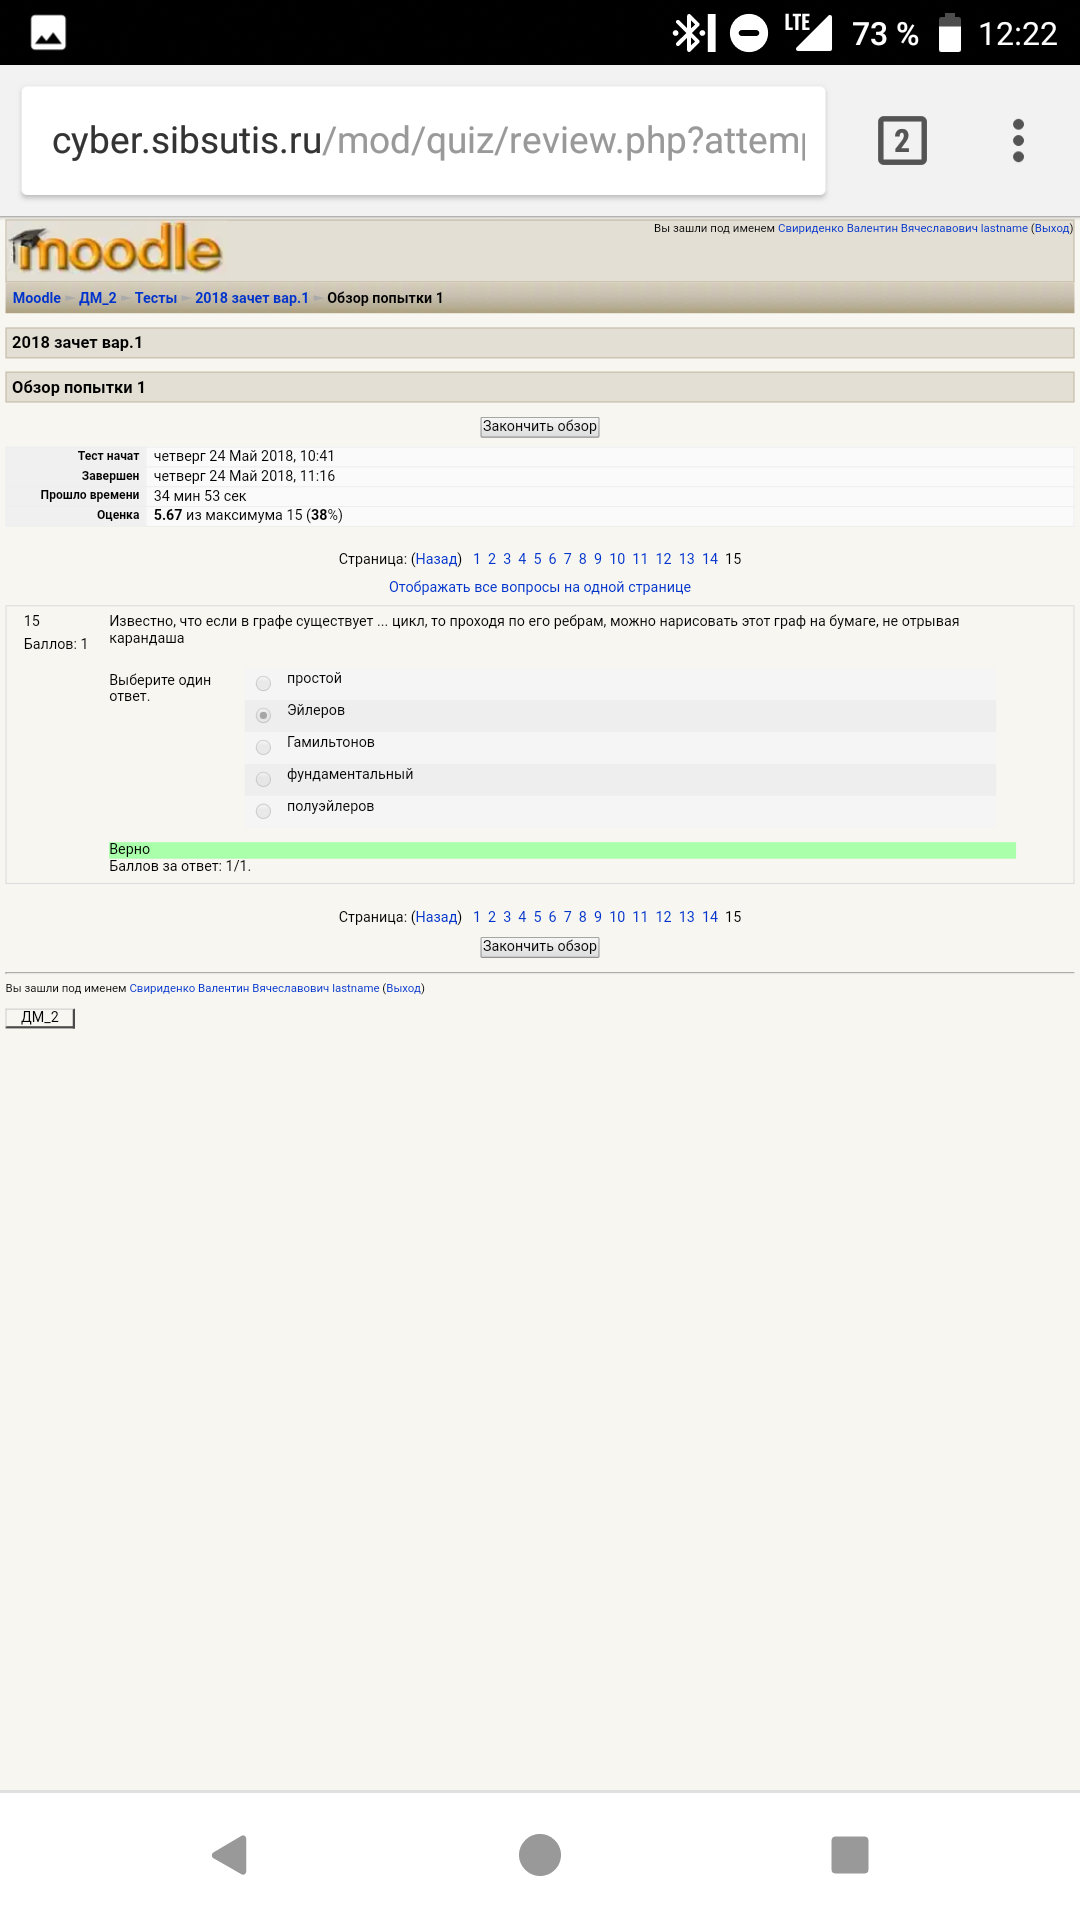 LTE 73 % 12:22
cyber.sibsutis.ru/mod/quiz/review.php?attem
2
moodle
Вы зашли под именем Свириденко Валентин Вячеславович lastname (Выход)
Moodle ► ДМ_2 ► Тесты ► 2018 зачет вар.1 ► Обзор попытки 1
2018 зачет вар.1
Обзор попытки 1
Закончить обзор
Тест начат четверг 24 Май 2018, 10:41
Завершен четверг 24 Май 2018, 11:16
Прошло времени 34 мин 53 сек
Оценка 5.67 из максимума 15 (38%)
Страница: (Назад) 1 2 3 4 5 6 7 8 9 10 11 12 13 14 15
Отображать все вопросы на одной странице
15
Баллов: 1
Известно, что если в графе существует ... цикл, то проходя по его ребрам, можно нарисовать этот граф на бумаге, не отрывая
карандаша
Выберите один
ответ.
простой
Эйлеров
Гамильтонов
фундаментальный
полуэйлеров
Верно
Баллов за ответ: 1/1.
Страница: (Назад) 1 2 3 4 5 6 7 8 9 10 11 12 13 14 15
Закончить обзор
Вы зашли под именем Свириденко Валентин Вячеславович lastname (Выход)
ДМ_2